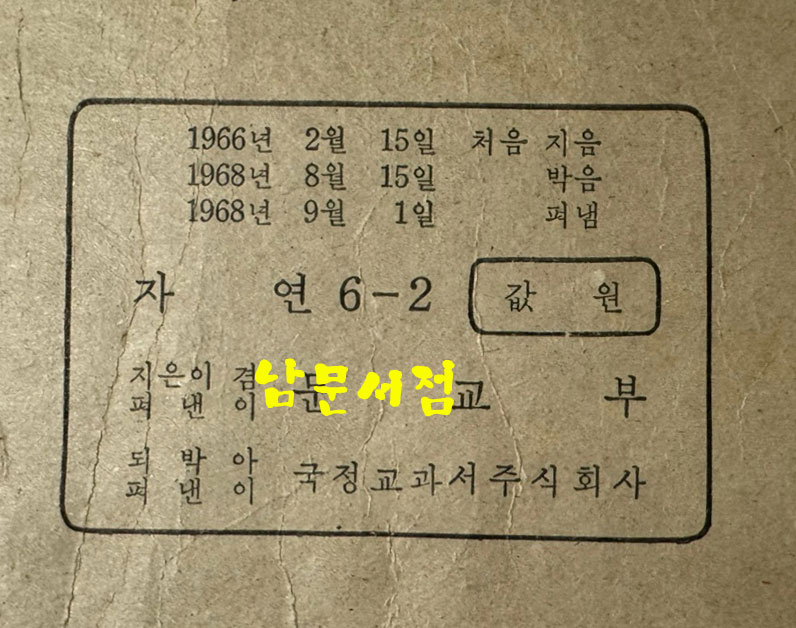 1966년 2월 15일 처음 지음
1968년 8월 15일 박음
1968년 9월 1일 펴냄
자 연 6-2
값 원
지은이 겸
펴 낸 이
문 교 부
남문서점
되 박 아
펴 낸 이
국정교과서주식회사